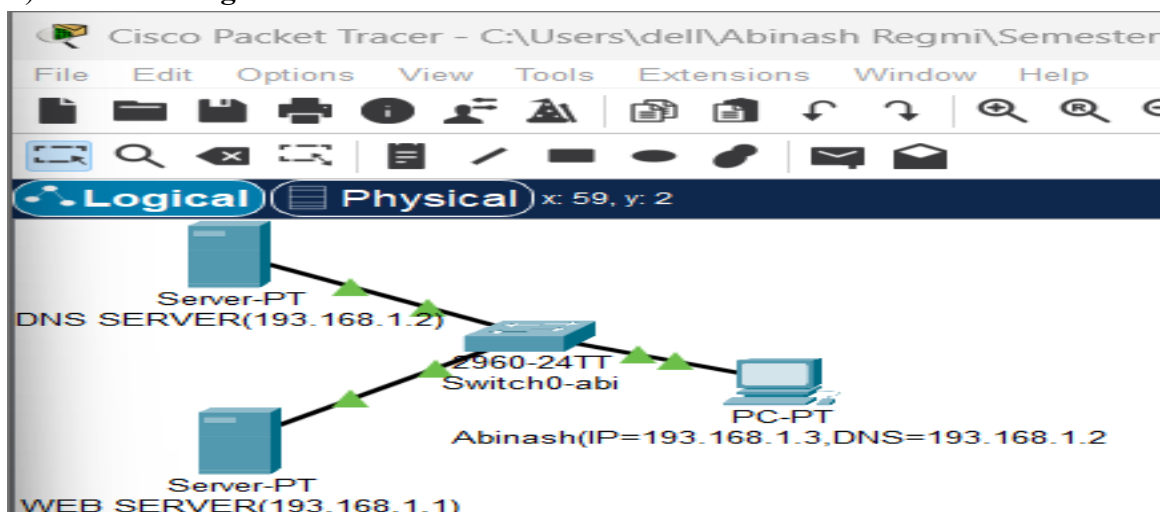 Cisco Packet Tracer - C:\Users\dell\Abinash Regmi\Semester
File Edit Options View Tools Extensions Window Help
Logical Physical x: 59, y: 2
Server-PT
DNS SERVER(193.168.1.2)
2960-24TT
Switch0-abi
PC-PT
Abinash(IP=193.168.1.3,DNS=193.168.1.2
Server-PT
WEB SERVER(193.168.1.1)